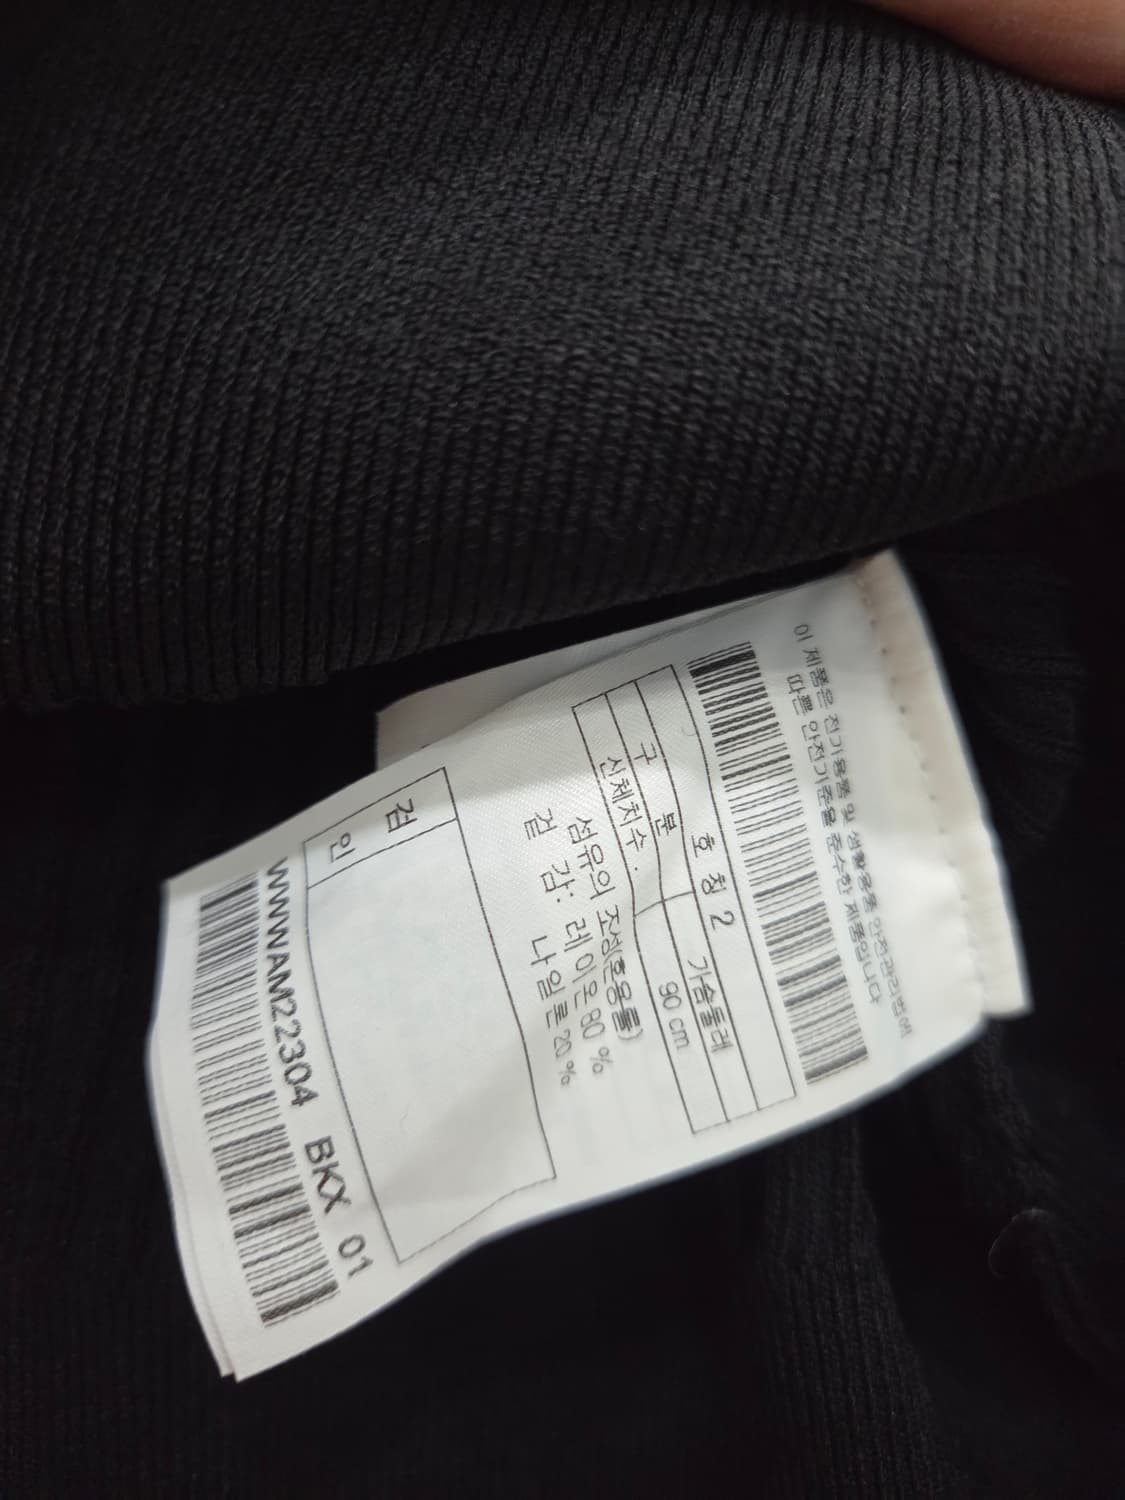 이 제품은 전기용품 및 생활용품 안전관리법에
따른 안전기준을 준수한 제품입니다
호 칭 2
구 분 가슴둘레
신체치수 90 cm
섬유의 조성(혼용률)
겉 감: 레이온 80 %
나일론 20 %
검
인
WWWAM22304 BKX 01